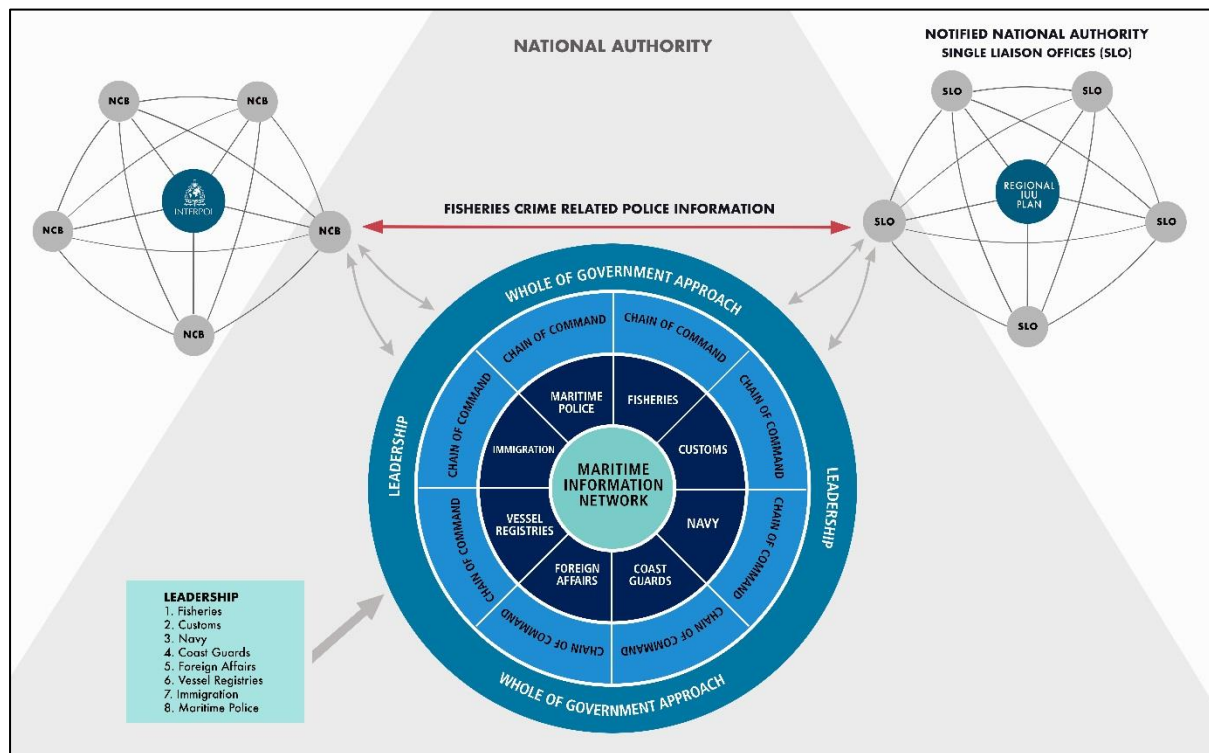 NATIONAL AUTHORITY
NOTIFIED NATIONAL AUTHORITY
SINGLE LIAISON OFFICES (SLO)
NCB
NCB
NCB
NCB
NCB
INTERPOL
SLO
SLO
SLO
SLO
SLO
REGIONAL
IUU
PLAN
FISHERIES CRIME RELATED POLICE INFORMATION
WHOLE OF GOVERNMENT APPROACH
LEADERSHIP
LEADERSHIP
WHOLE OF GOVERNMENT APPROACH
CHAIN OF COMMAND
CHAIN OF COMMAND
CHAIN OF COMMAND
CHAIN OF COMMAND
CHAIN OF COMMAND
CHAIN OF COMMAND
CHAIN OF COMMAND
CHAIN OF COMMAND
MARITIME
POLICE
FISHERIES
CUSTOMS
NAVY
COAST
GUARDS
FOREIGN
AFFAIRS
VESSEL
REGISTRIES
IMMIGRATION
MARITIME
INFORMATION
NETWORK
LEADERSHIP
1. Fisheries
2. Customs
3. Navy
4. Coast Guards
5. Foreign Affairs
6. Vessel Registries
7. Immigration
8. Maritime Police